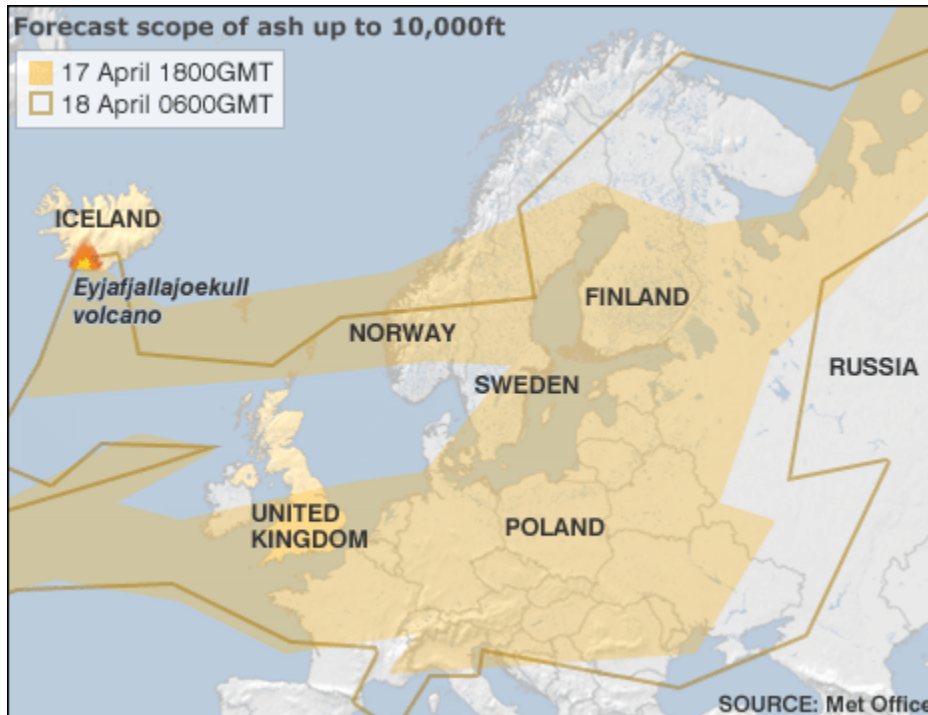 Forecast scope of ash up to 10,000ft
17 April 1800GMT
18 April 0600GMT
ICELAND
Eyjafjallajoekull
volcano
FINLAND
NORWAY
RUSSIA
SWEDEN
UNITED
KINGDOM
POLAND
SOURCE: Met Office